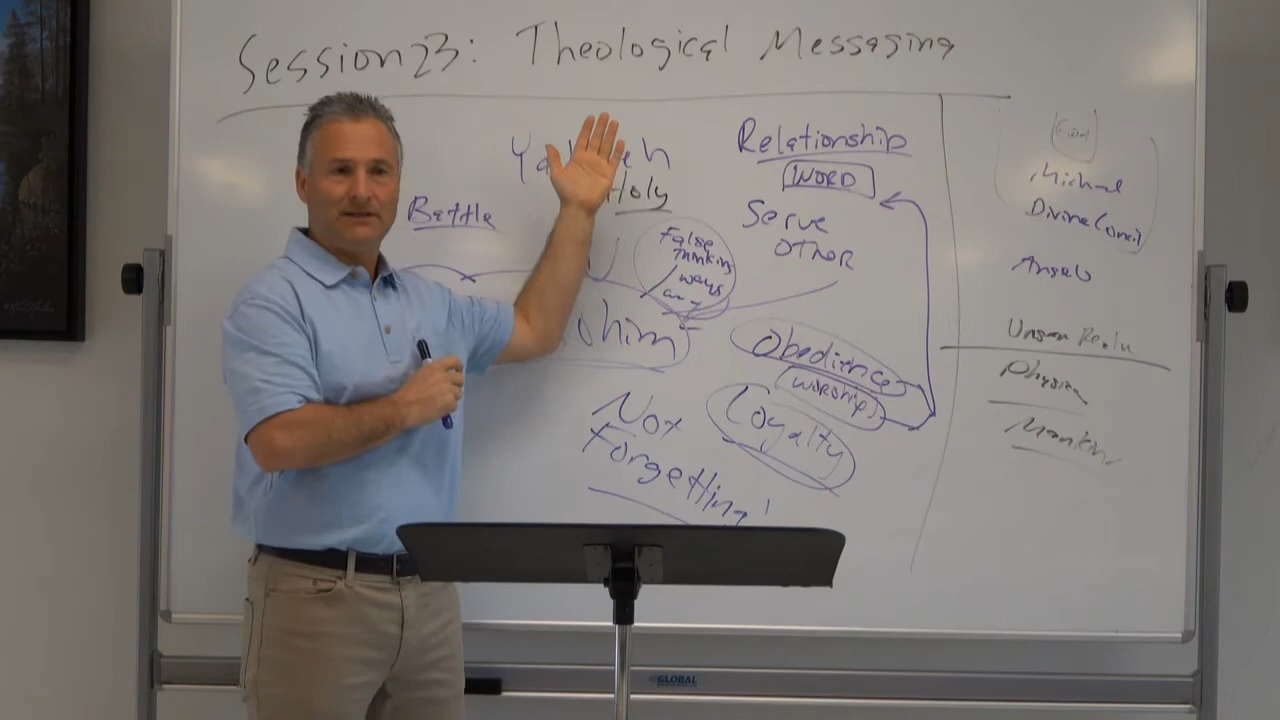 Session 23: Theological Messaging
Battle
Holy
False
Thinking
ways
Not
Forgetting!
Relationship
WORD
Serve
OTHER
Obedience
worship
Loyalty
God
Michael
Divine Council
Angels
Unseen Realm
Physical
Mankind
GLOBAL